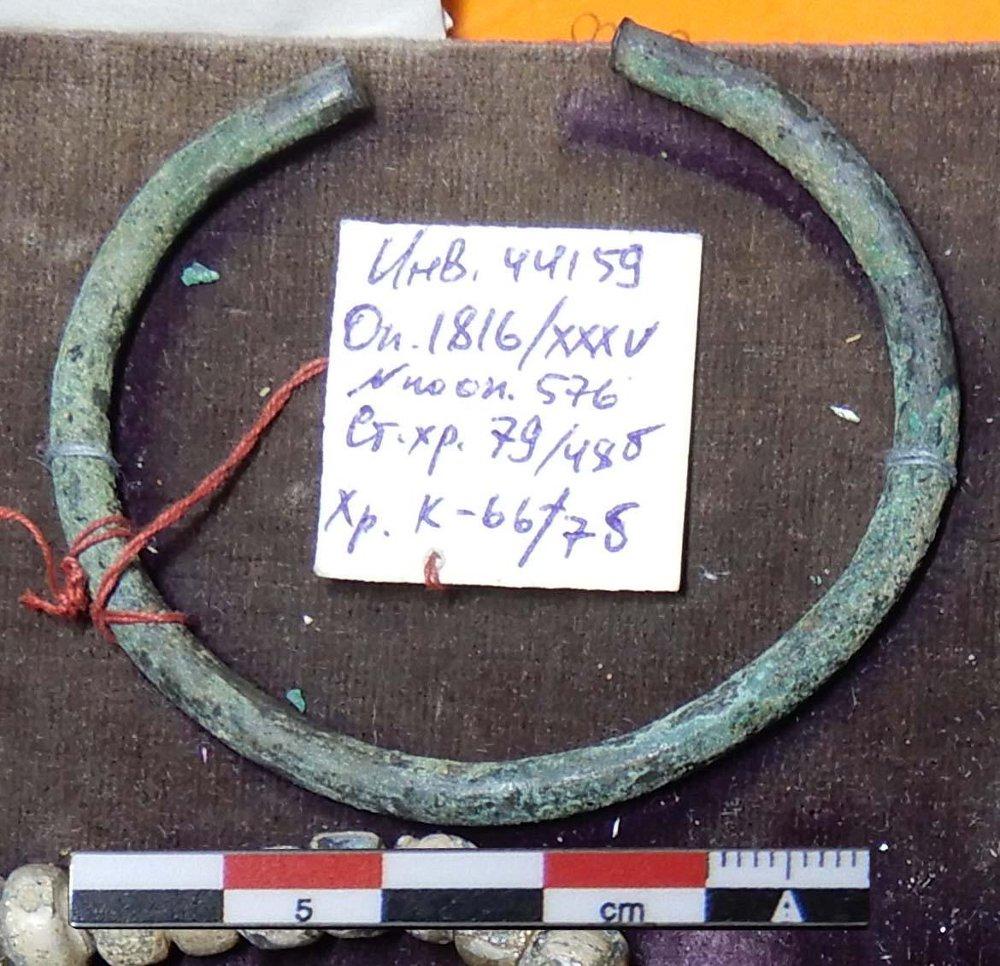 Инв. 44159
Оп. 1816/XXXV
N по оп. 576
Ст. хр. 79/48б
Хр. К-66/78
5 cm